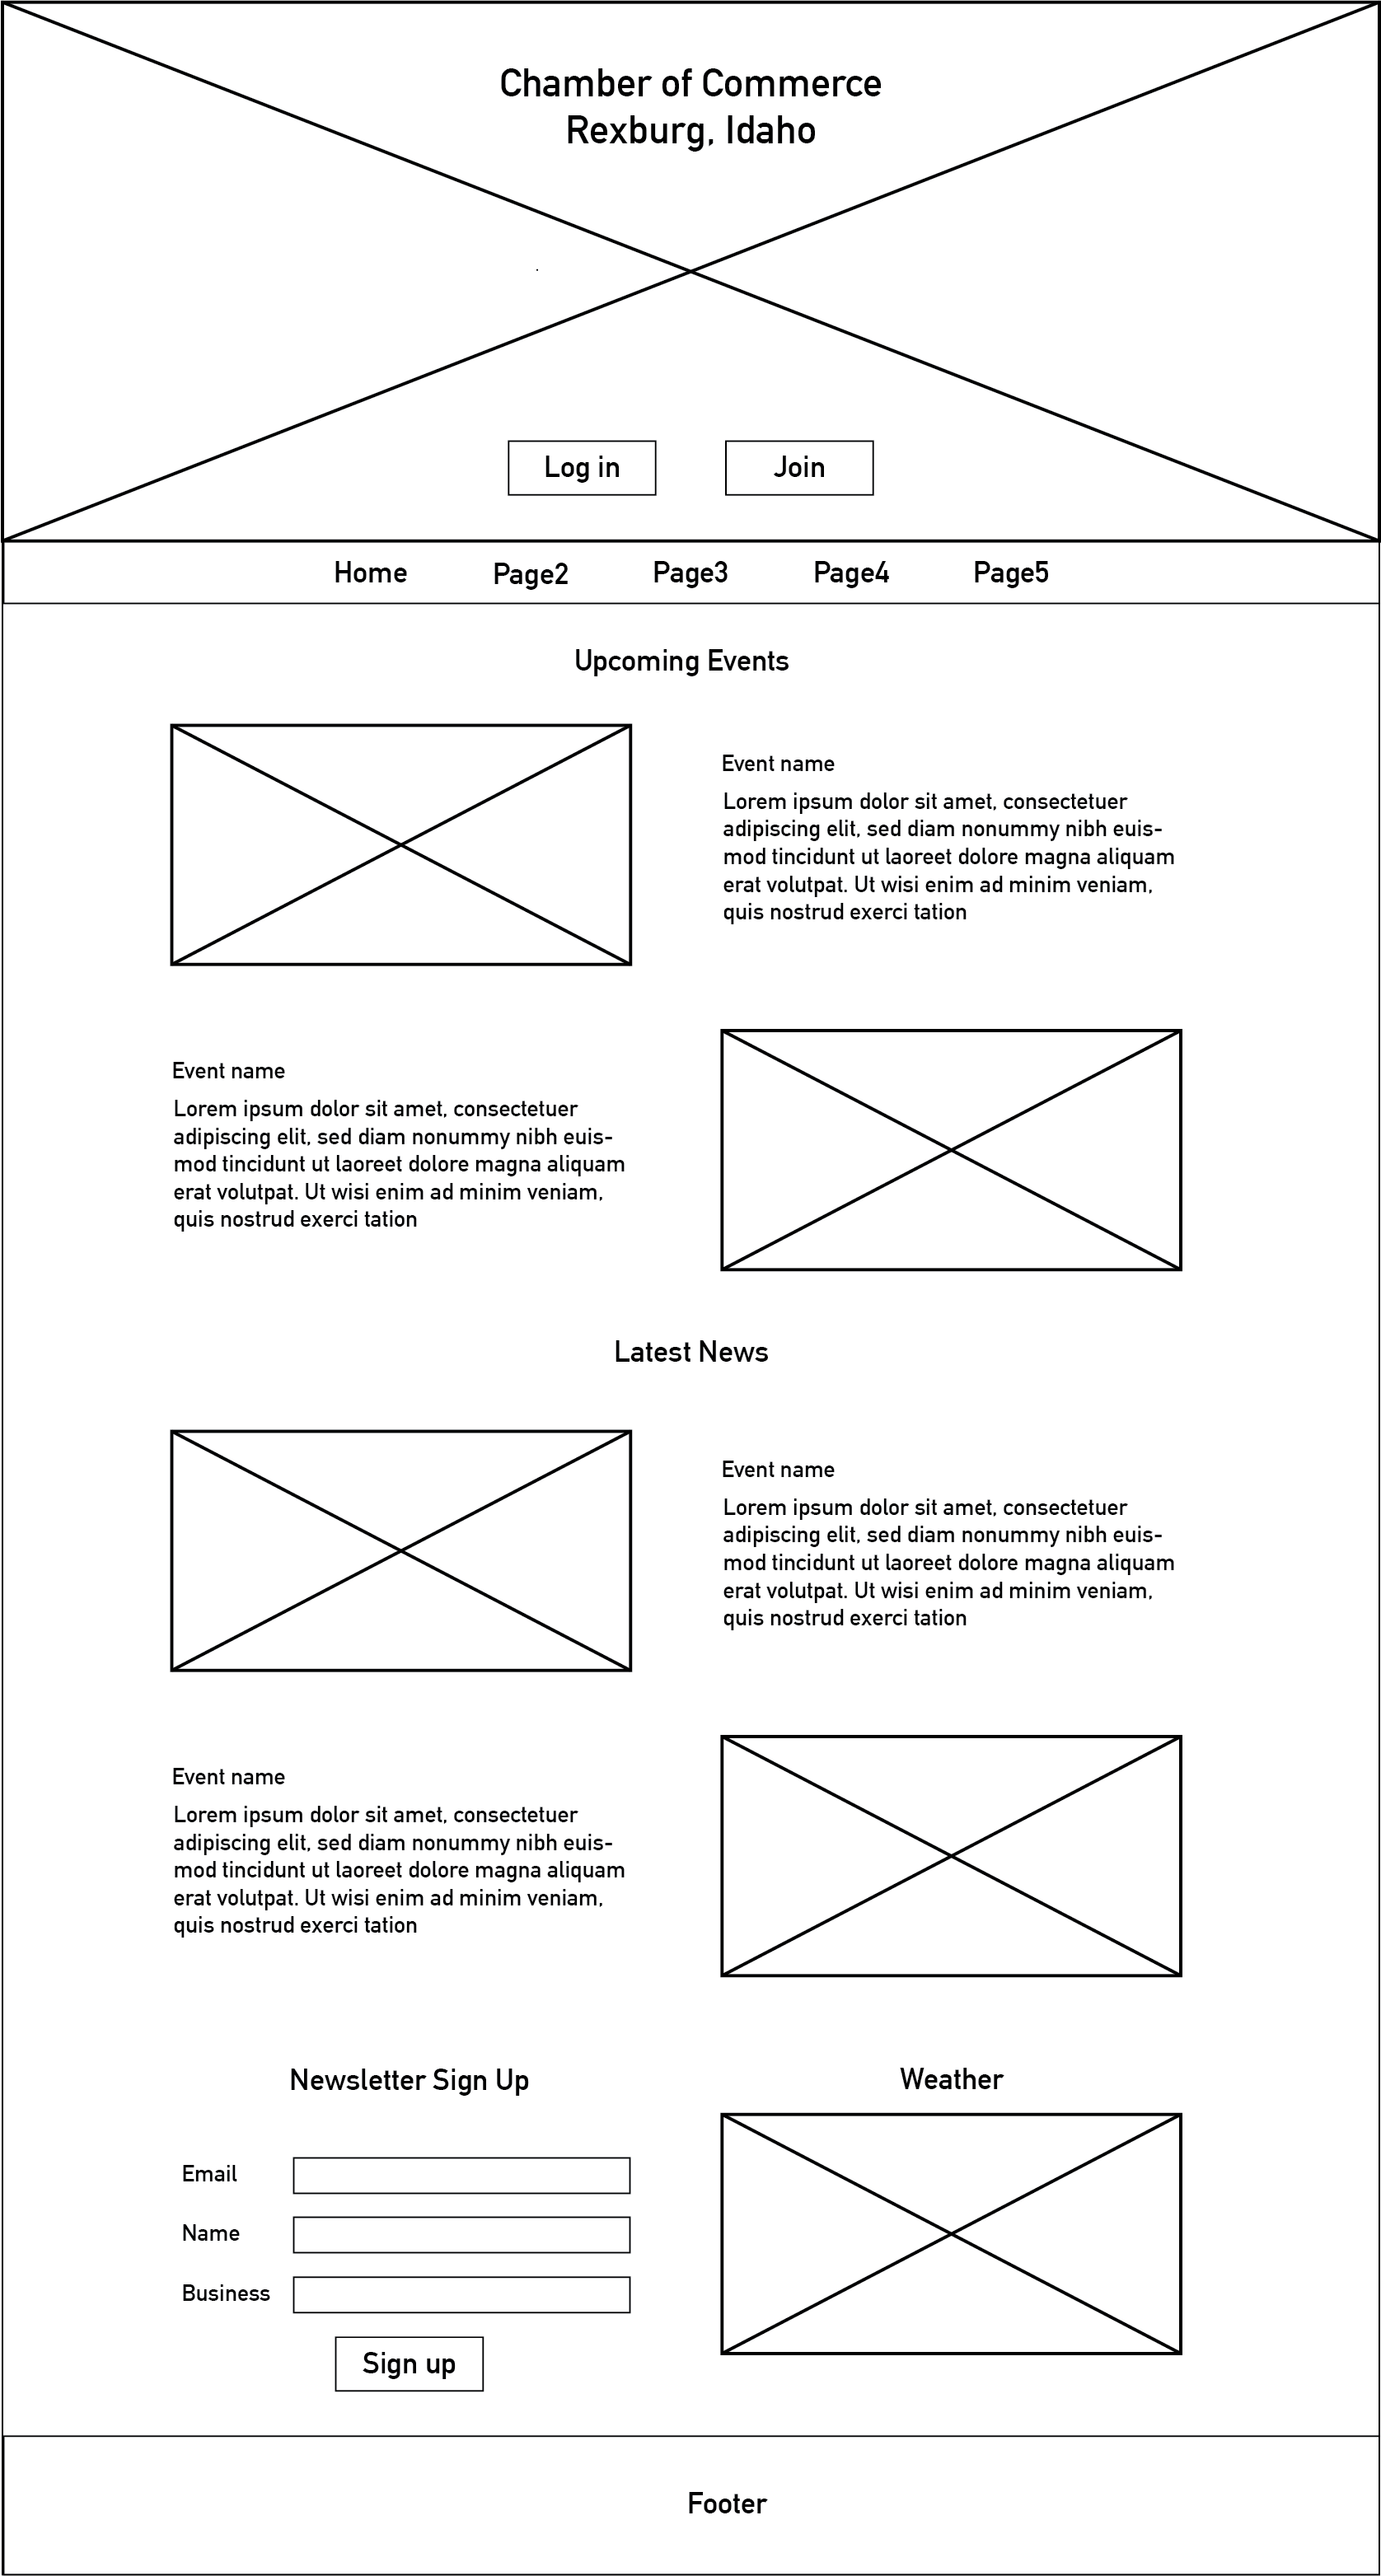 Chamber of Commerce
Rexburg, Idaho
Log in
Join
Home
Page2
Page3
Page4
Page5
Upcoming Events
Event name
Lorem ipsum dolor sit amet, consectetuer
adipiscing elit, sed diam nonummy nibh euis-
mod tincidunt ut laoreet dolore magna aliquam
erat volutpat. Ut wisi enim ad minim veniam,
quis nostrud exerci tation
Event name
Lorem ipsum dolor sit amet, consectetuer
adipiscing elit, sed diam nonummy nibh euis-
mod tincidunt ut laoreet dolore magna aliquam
erat volutpat. Ut wisi enim ad minim veniam,
quis nostrud exerci tation
Latest News
Event name
Lorem ipsum dolor sit amet, consectetuer
adipiscing elit, sed diam nonummy nibh euis-
mod tincidunt ut laoreet dolore magna aliquam
erat volutpat. Ut wisi enim ad minim veniam,
quis nostrud exerci tation
Event name
Lorem ipsum dolor sit amet, consectetuer
adipiscing elit, sed diam nonummy nibh euis-
mod tincidunt ut laoreet dolore magna aliquam
erat volutpat. Ut wisi enim ad minim veniam,
quis nostrud exerci tation
Newsletter Sign Up
Email
Name
Business
Sign up
Weather
Footer